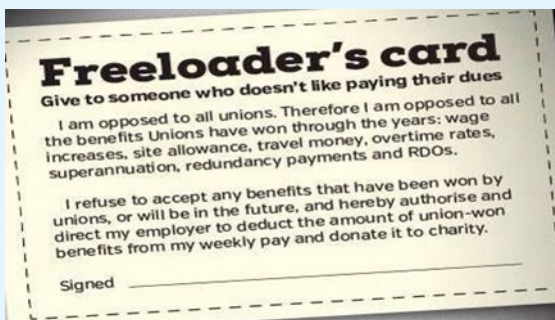 Freeloader's card
Give to someone who doesn't like paying their dues
I am opposed to all unions. Therefore I am opposed to all
the benefits Unions have won through the years: wage
increases, site allowance, travel money, overtime rates,
superannuation, redundancy payments and RDOs.
I refuse to accept any benefits that have been won by
unions, or will be in the future, and hereby authorise and
direct my employer to deduct the amount of union-won
benefits from my weekly pay and donate it to charity.
Signed